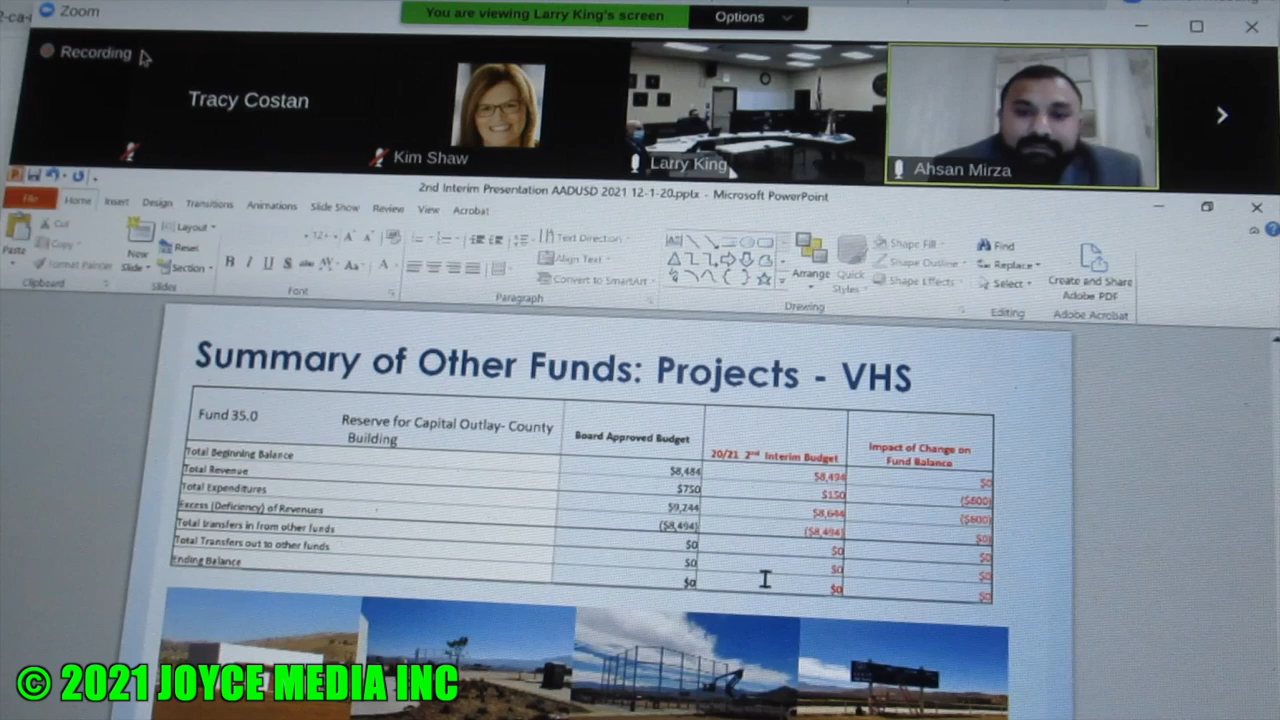 Zoom
You are viewing Larry King's screen
Options
Recording
Tracy Costan
Kim Shaw
Larry King
Ahsan Mirza
2nd Interim Presentation AADUSD 2021 12-1-20.pptx - Microsoft PowerPoint
File Home Insert Design Transitions Animations Slide Show Review View Acrobat
Paste
Cut
Copy
Format Painter
Clipboard
New Slide
Layout
Reset
Section
Slides
B I U S abc AV Aa A
Font
Text Direction
Align Text
Convert to SmartArt
Paragraph
Arrange
Quick Styles
Shape Fill
Shape Outline
Shape Effects
Drawing
Find
Replace
Select
Editing
Create and Share
Adobe PDF
Adobe Acrobat
Summary of Other Funds: Projects - VHS
Fund 35.0 Reserve for Capital Outlay- County
Building
Board Approved Budget
20/21 2nd Interim Budget
Impact of Change on
Fund Balance
Total Beginning Balance $8,484 $8,494 $0
Total Revenue $750 $150 ($600)
Total Expenditures $9,244 $8,644 ($600)
Excess (Deficiency) of Revenues ($8,494) ($8,494) $0
Total transfers in from other funds $0 $0 $0
Total Transfers out to other funds $0 $0 $0
Ending Balance $0 $0 $0
© 2021 JOYCE MEDIA INC